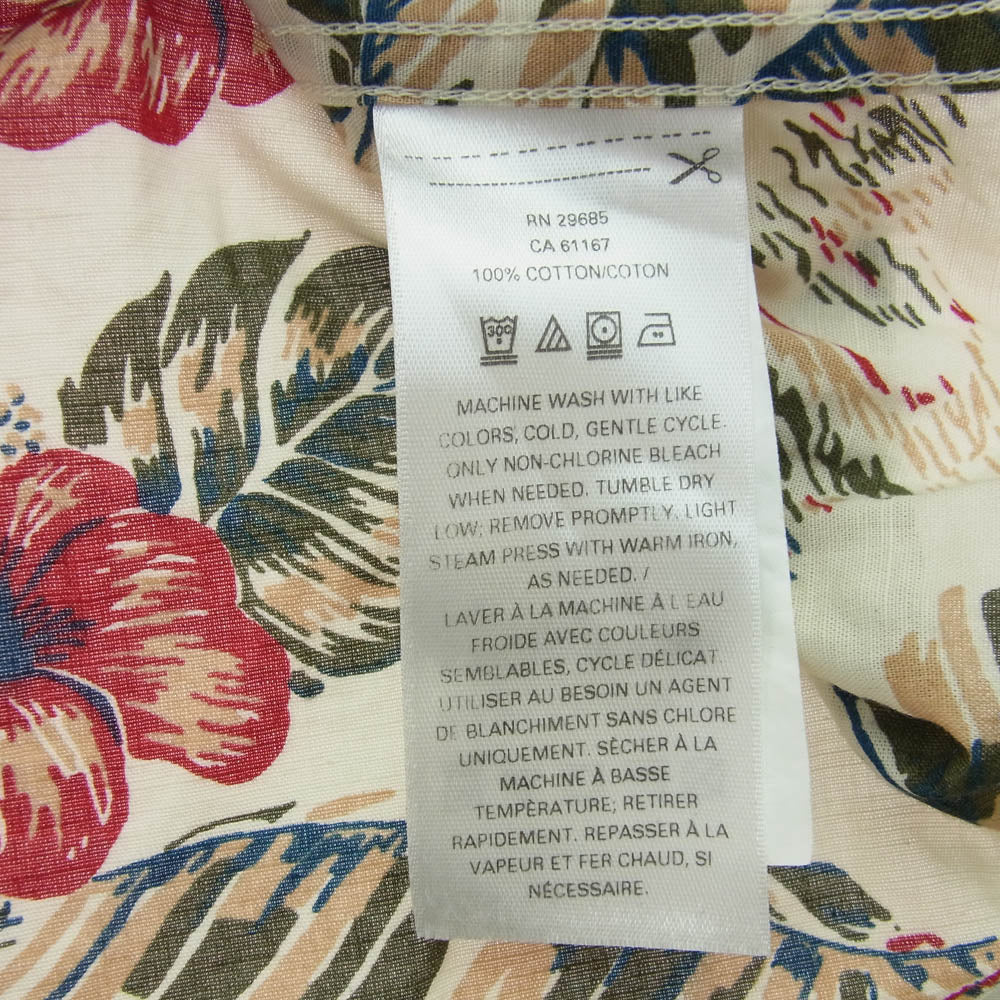 RN 29685
CA 61167
100% COTTON/COTON
30C
MACHINE WASH WITH LIKE
COLORS, COLD, GENTLE CYCLE.
ONLY NON-CHLORINE BLEACH
WHEN NEEDED. TUMBLE DRY
LOW; REMOVE PROMPTLY. LIGHT
STEAM PRESS WITH WARM IRON,
AS NEEDED. /
LAVER À LA MACHINE À L'EAU
FROIDE AVEC COULEURS
SEMBLABLES, CYCLE DÉLICAT.
UTILISER AU BESOIN UN AGENT
DE BLANCHIMENT SANS CHLORE
UNIQUEMENT. SÈCHER À LA
MACHINE À BASSE
TEMPÈRATURE; RETIRER
RAPIDEMENT. REPASSER À LA
VAPEUR ET FER CHAUD, SI
NÉCESSAIRE.